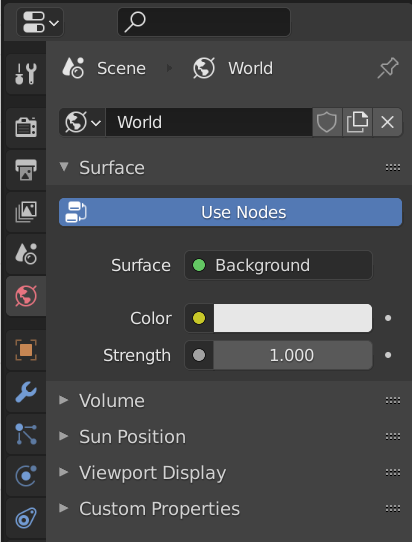 Scene World
World
Surface
Use Nodes
Surface Background
Color
Strength 1.000
Volume
Sun Position
Viewport Display
Custom Properties